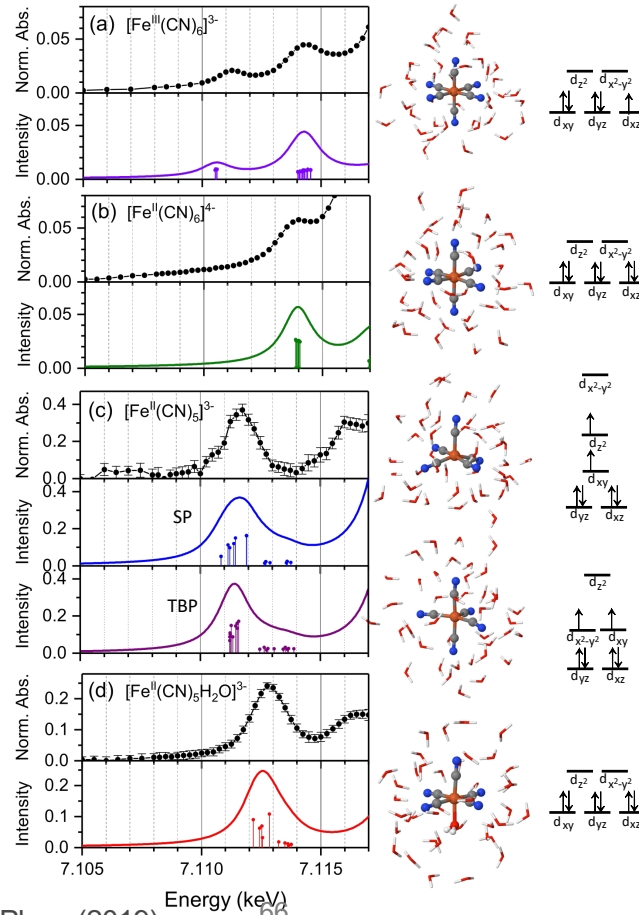 (a) [Fe^III(CN)₆]³⁻
Norm. Abs.
0.05
0.00
Intensity
0.05
0.00
d_z² d_x²-y²
d_xy d_yz d_xz
(b) [Fe^II(CN)₆]⁴⁻
Norm. Abs.
0.05
0.00
Intensity
0.05
0.00
d_z² d_x²-y²
d_xy d_yz d_xz
(c) [Fe^II(CN)₅]³⁻
Norm. Abs.
0.4
0.2
0.0
SP
Intensity
0.4
0.2
0.0
d_x²-y²
d_z²
d_xy
d_yz d_xz
TBP
Intensity
0.4
0.2
0.0
d_z²
d_x²-y² d_xy
d_yz d_xz
(d) [Fe^II(CN)₅H₂O]³⁻
Norm. Abs.
0.2
0.1
0.0
Intensity
0.2
0.1
0.0
d_z² d_x²-y²
d_xy d_yz d_xz
7.105 7.110 7.115
Energy (keV)
(2019)
66